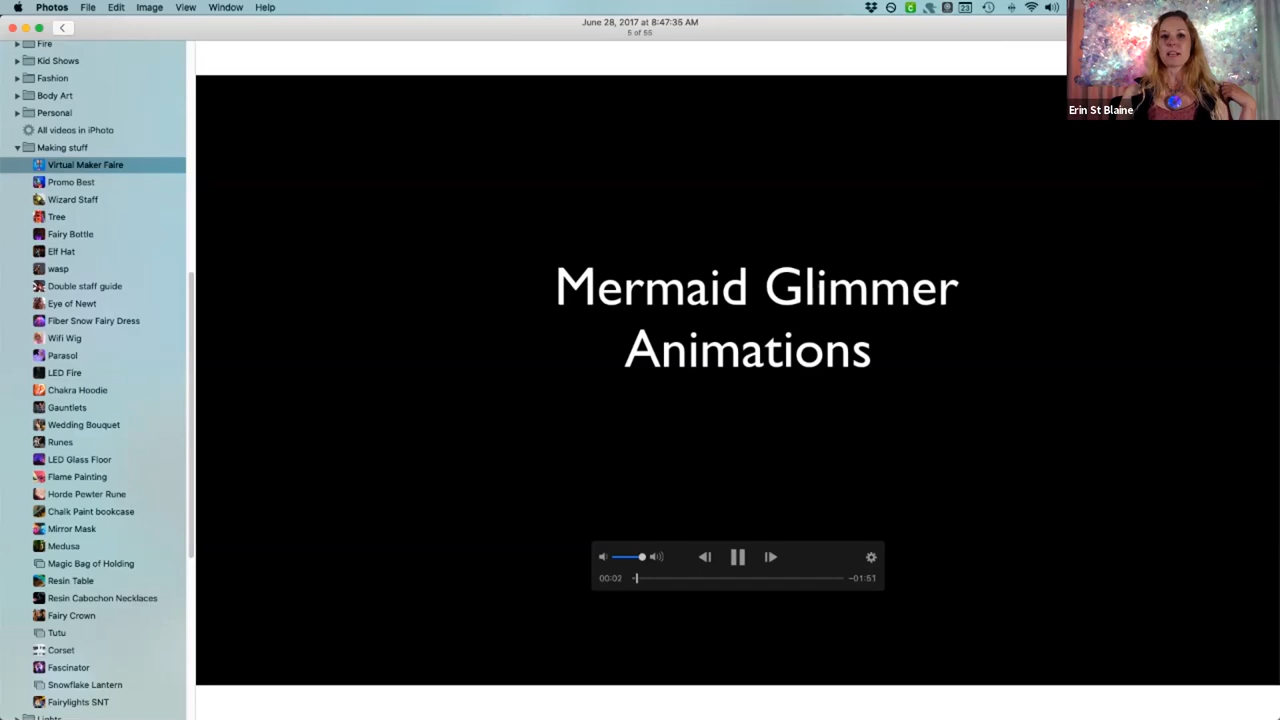 Photos File Edit Image View Window Help
23
June 28, 2017 at 8:47:35 AM
5 of 55
Fire
Kid Shows
Fashion
Body Art
Personal
All videos in iPhoto
Making stuff
Virtual Maker Faire
Promo Best
Wizard Staff
Tree
Fairy Bottle
Elf Hat
wasp
Double staff guide
Eye of Newt
Fiber Snow Fairy Dress
Wifi Wig
Parasol
LED Fire
Chakra Hoodie
Gauntlets
Wedding Bouquet
Runes
LED Glass Floor
Flame Painting
Horde Pewter Rune
Chalk Paint bookcase
Mirror Mask
Medusa
Magic Bag of Holding
Resin Table
Resin Cabochon Necklaces
Fairy Crown
Tutu
Corset
Fascinator
Snowflake Lantern
Fairylights SNT
Lights
Mermaid Glimmer
Animations
00:02
-01:51
Erin St Blaine